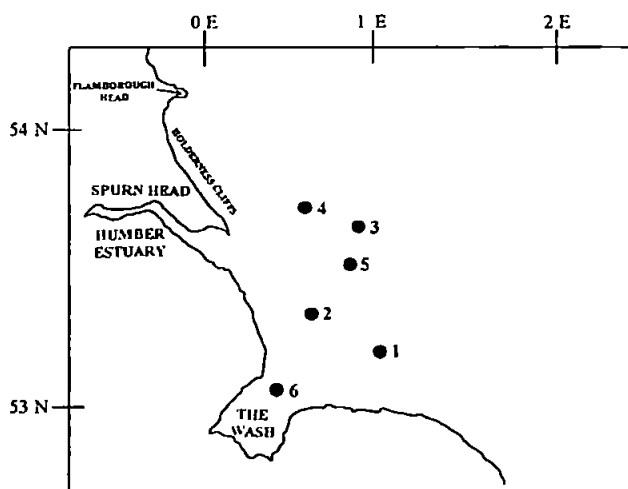 0 E 1 E 2 E
FLAMBOROUGH
HEAD
54 N
HOLDERNESS CLIFFS
SPURN HEAD
HUMBER
ESTUARY
4
3
5
2
1
6
53 N
THE
WASH